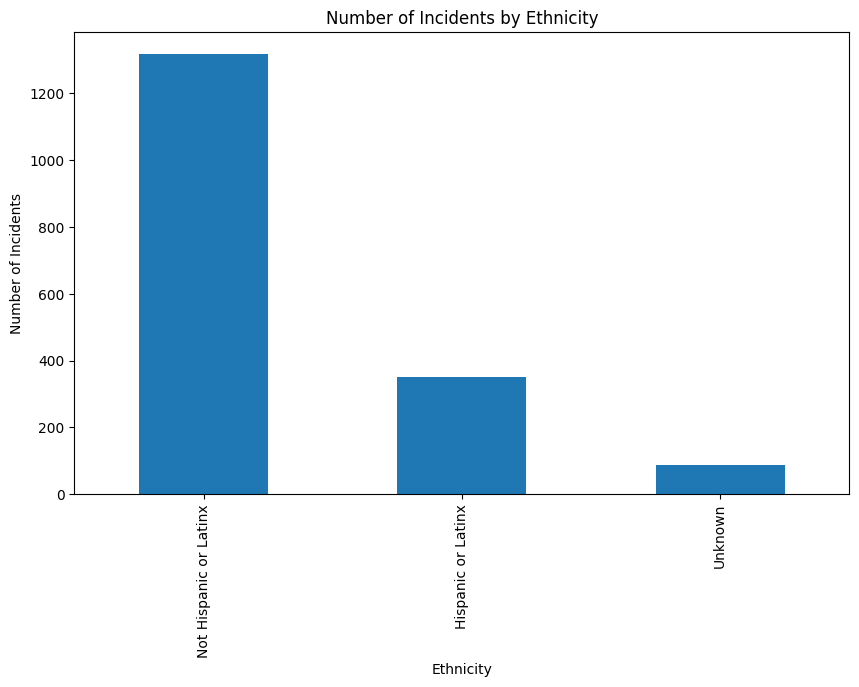 Number of Incidents by Ethnicity
Number of Incidents
1200
1000
800
600
400
200
0
Not Hispanic or Latinx
Hispanic or Latinx
Unknown
Ethnicity